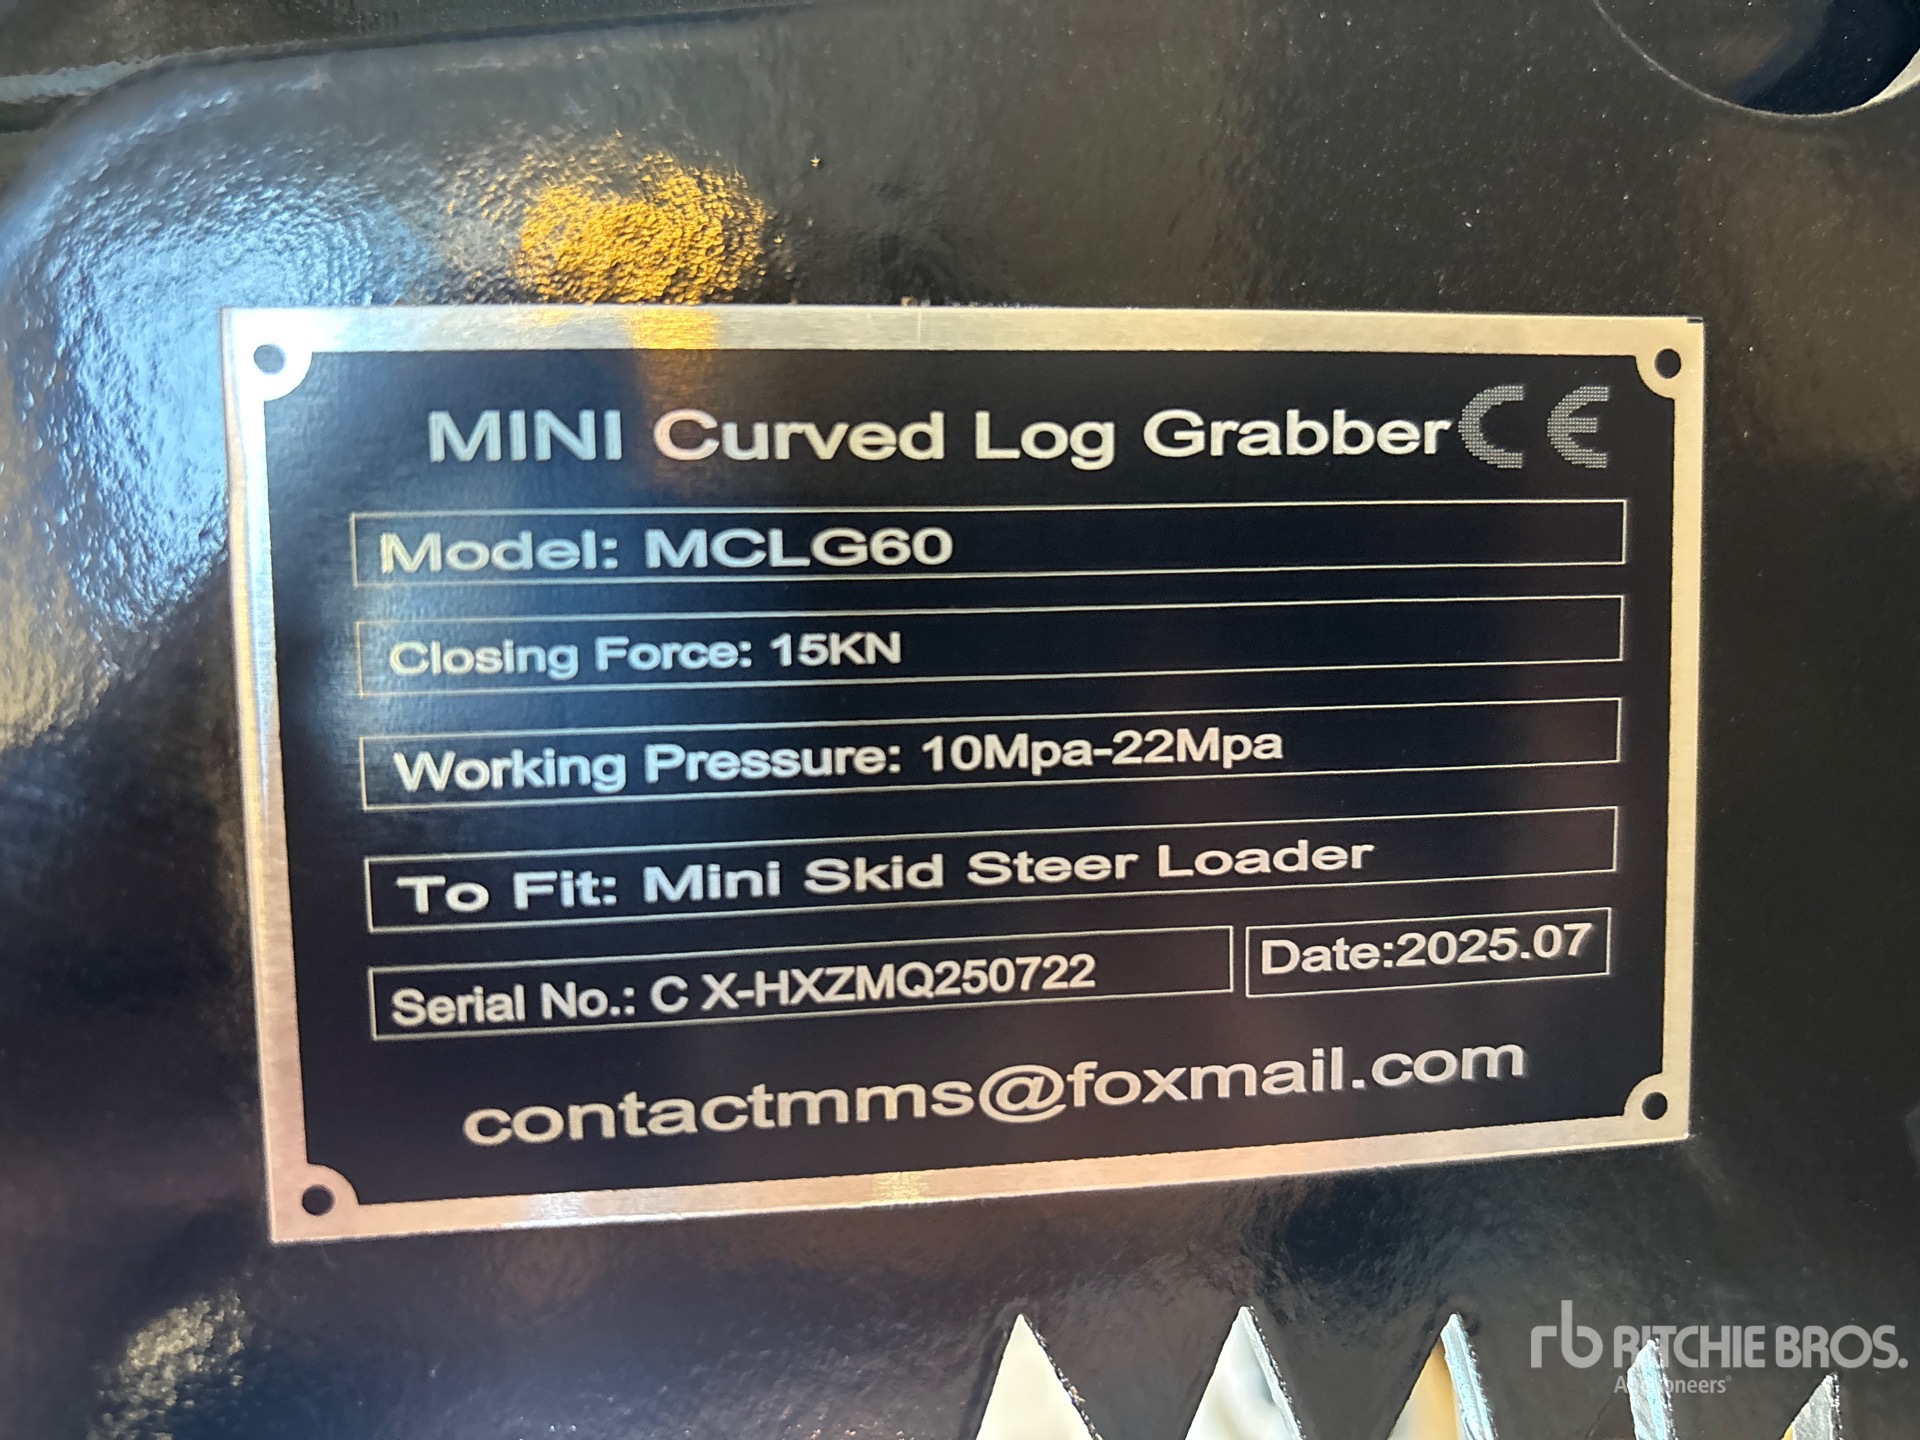 MINI Curved Log Grabber CE
Model: MCLG60
Closing Force: 15KN
Working Pressure: 10Mpa-22Mpa
To Fit: Mini Skid Steer Loader
Serial No.: C X-HXZMQ250722
Date:2025.07
contactmms@foxmail.com
rb RITCHIE BROS.
Auctioneers